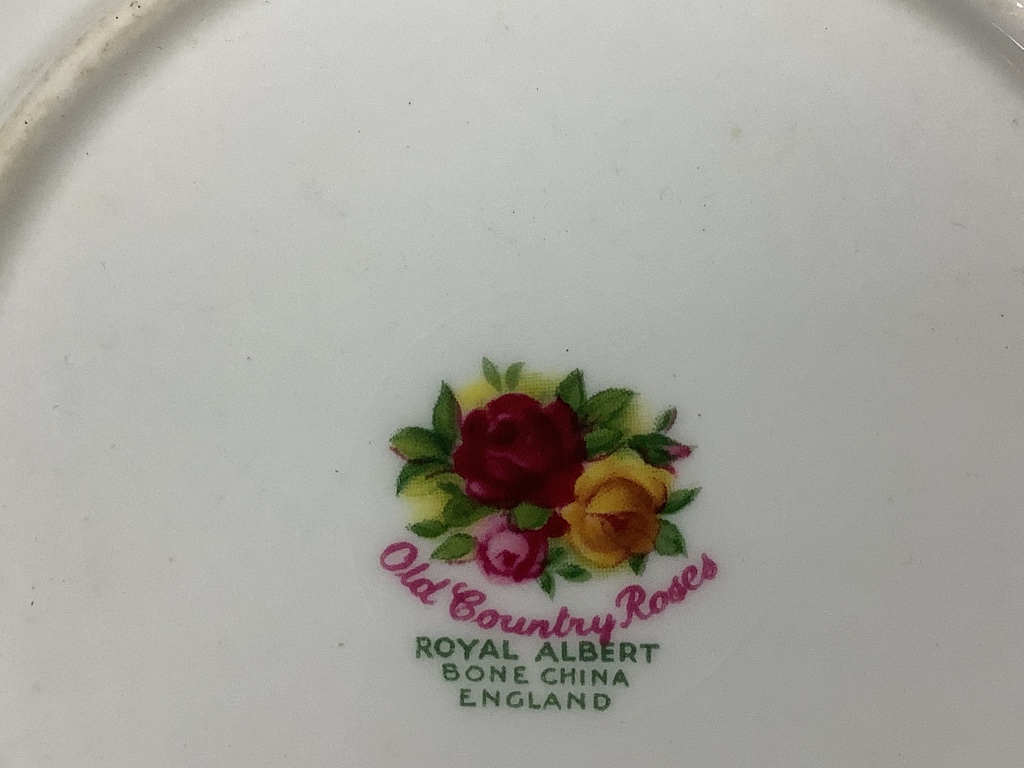 Old Country Roses
ROYAL ALBERT
BONE CHINA
ENGLAND